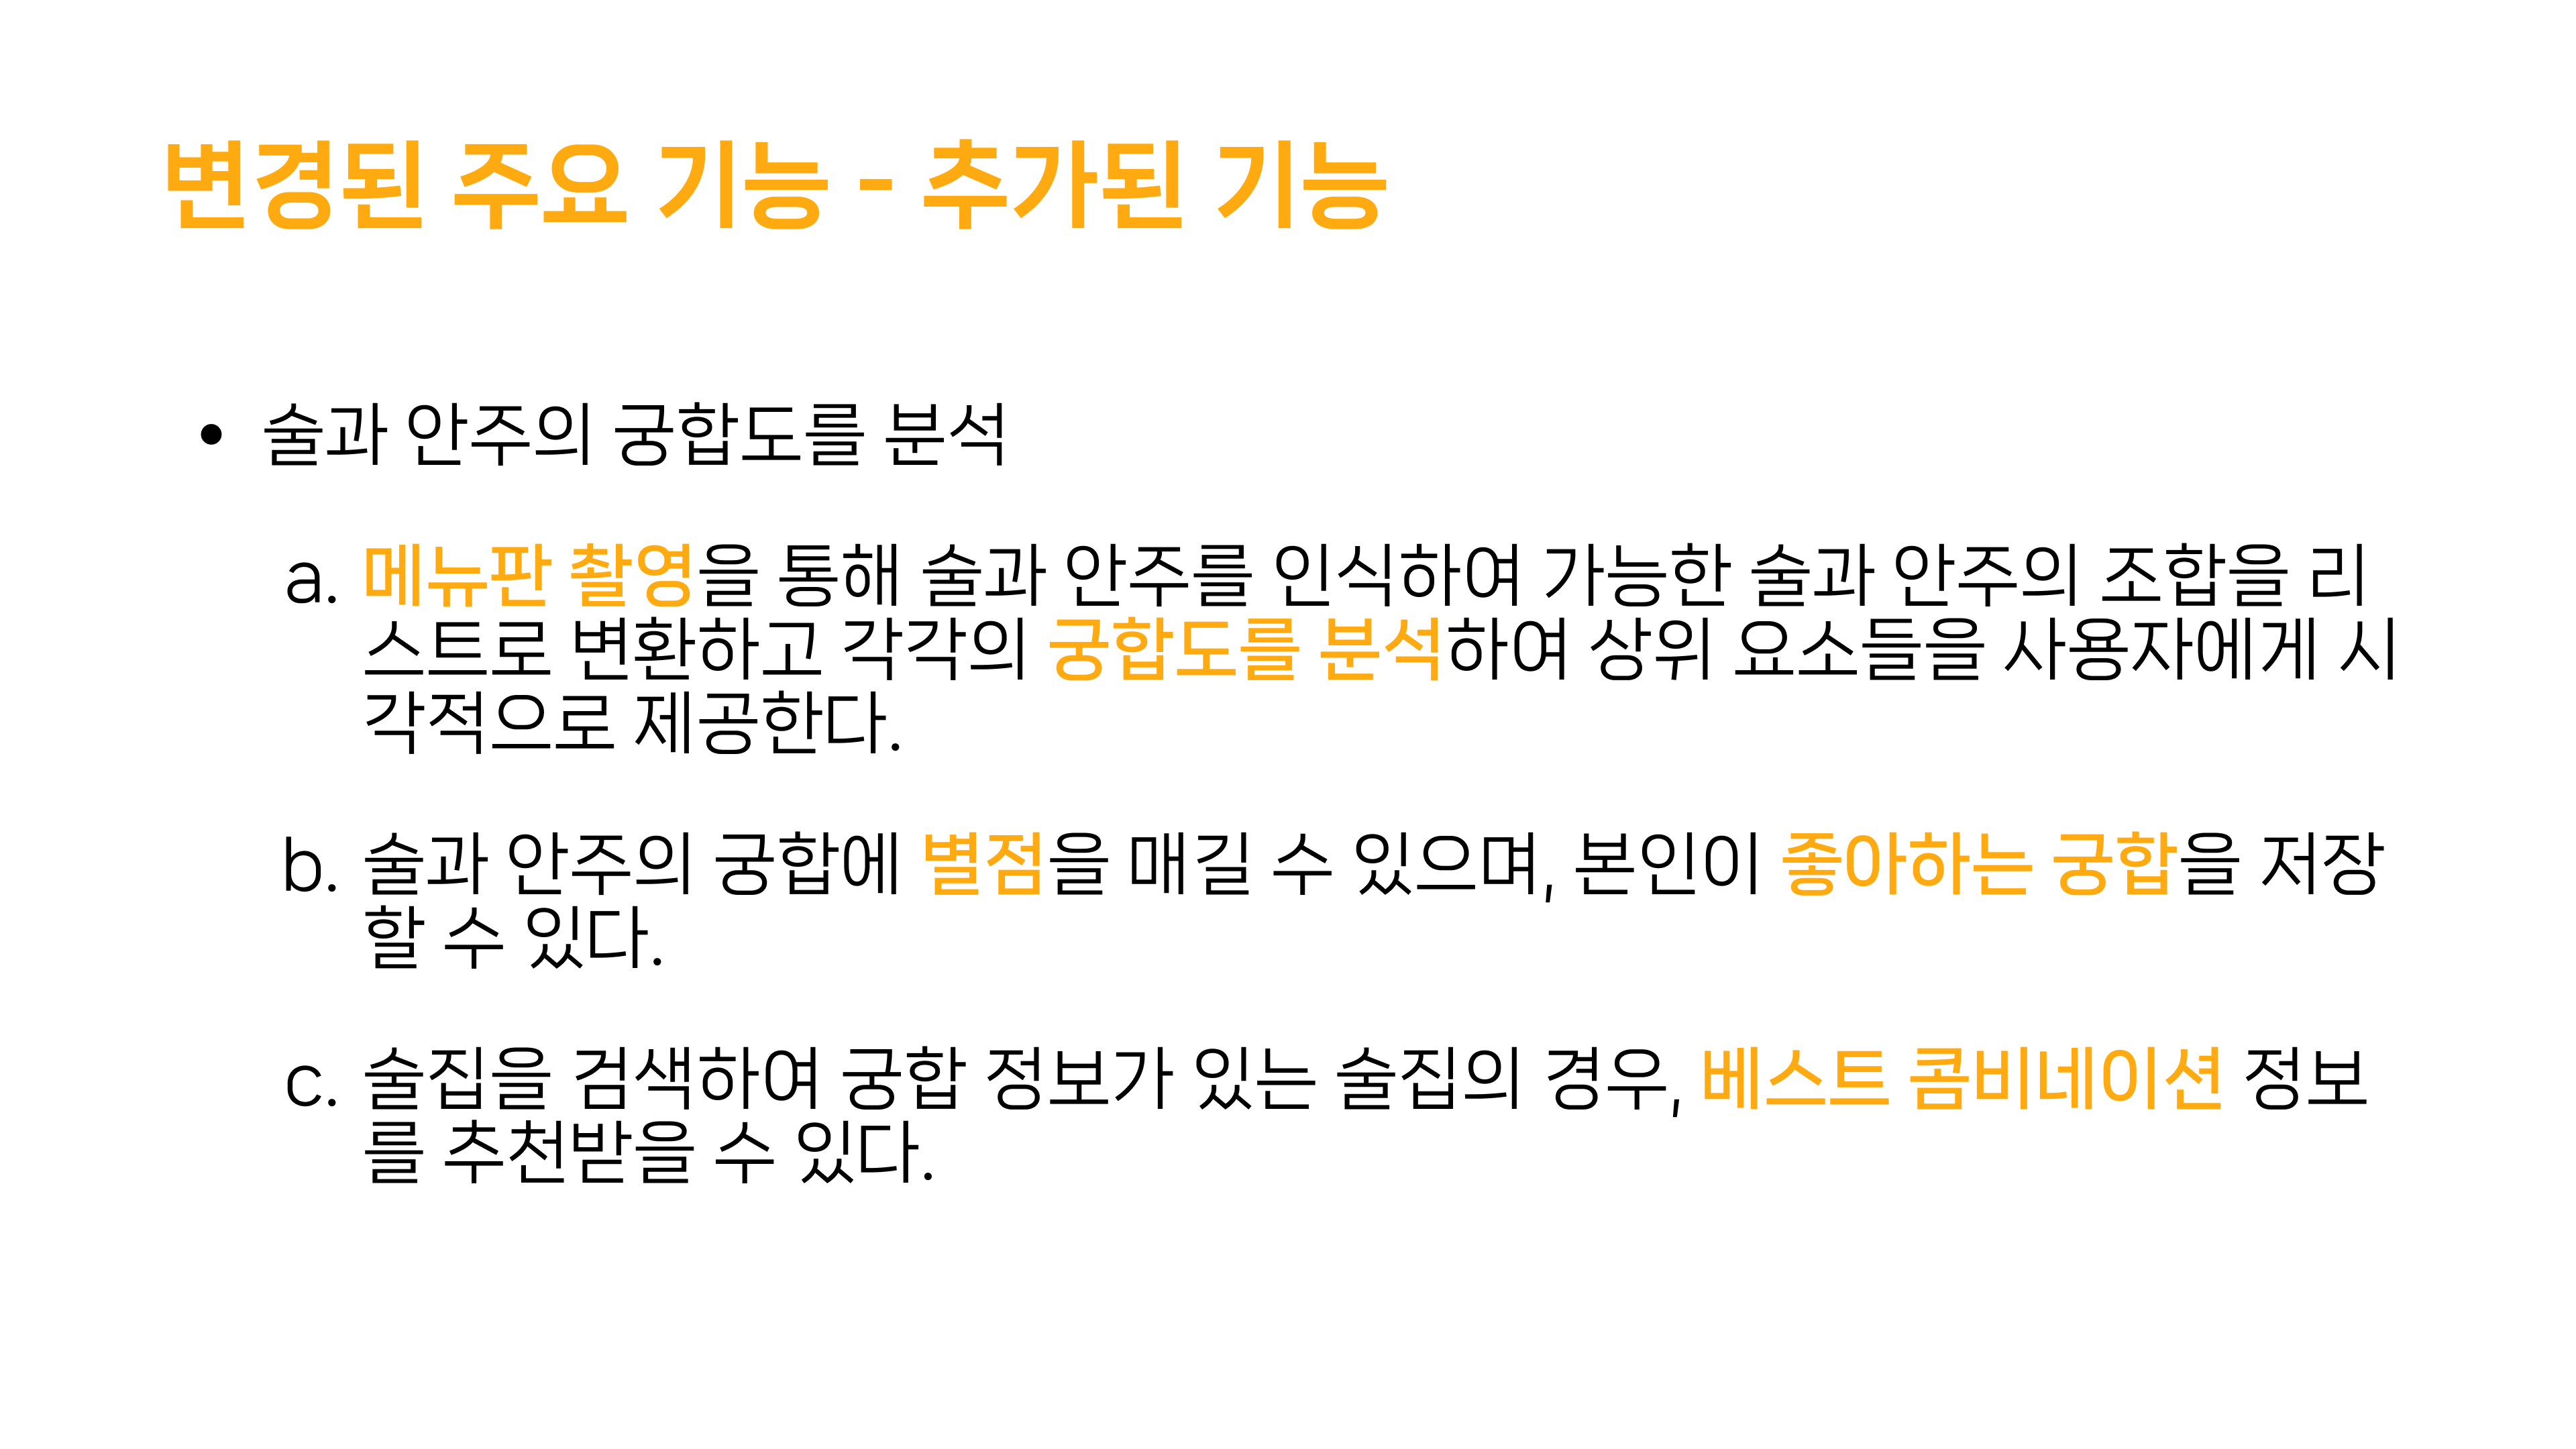 변경된 주요 기능 - 추가된 기능
• 술과 안주의 궁합도를 분석
a. 메뉴판 촬영을 통해 술과 안주를 인식하여 가능한 술과 안주의 조합을 리
스트로 변환하고 각각의 궁합도를 분석하여 상위 요소들을 사용자에게 시
각적으로 제공한다.
b. 술과 안주의 궁합에 별점을 매길 수 있으며, 본인이 좋아하는 궁합을 저장
할 수 있다.
c. 술집을 검색하여 궁합 정보가 있는 술집의 경우, 베스트 콤비네이션 정보
를 추천받을 수 있다.